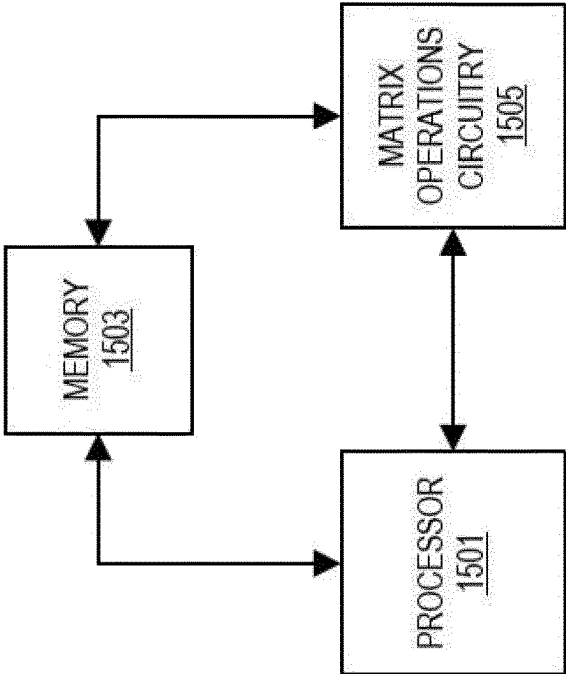 PROCESSOR
1501
MEMORY
1503
MATRIX
OPERATIONS
CIRCUITRY
1505